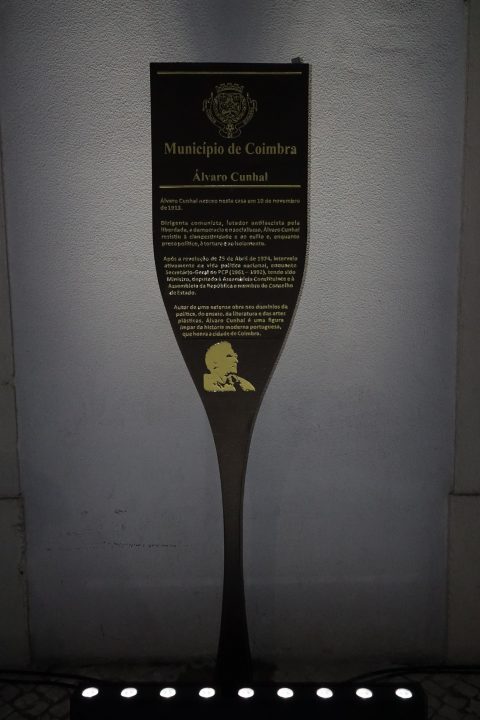 Município de Coimbra
Álvaro Cunhal
Álvaro Cunhal nasceu nesta casa em 10 de novembro
de 1913.
Dirigente comunista, lutador antifascista pela
liberdade, a democracia e o socialismo, Álvaro Cunhal
resistiu à clandestinidade e ao exílio e, enquanto
preso político, à tortura e ao isolamento.
Após a revolução de 25 de Abril de 1974, interveio
ativamente na vida política nacional, enquanto
Secretário-Geral do PCP (1961 - 1992), tendo sido
Ministro, deputado à Assembleia Constituinte e à
Assembleia da República e membro do Conselho
de Estado.
Autor de uma extensa obra nos domínios da
política, do ensaio, da literatura e das artes
plásticas, Álvaro Cunhal é uma figura
ímpar da história moderna portuguesa,
que honra a cidade de Coimbra.